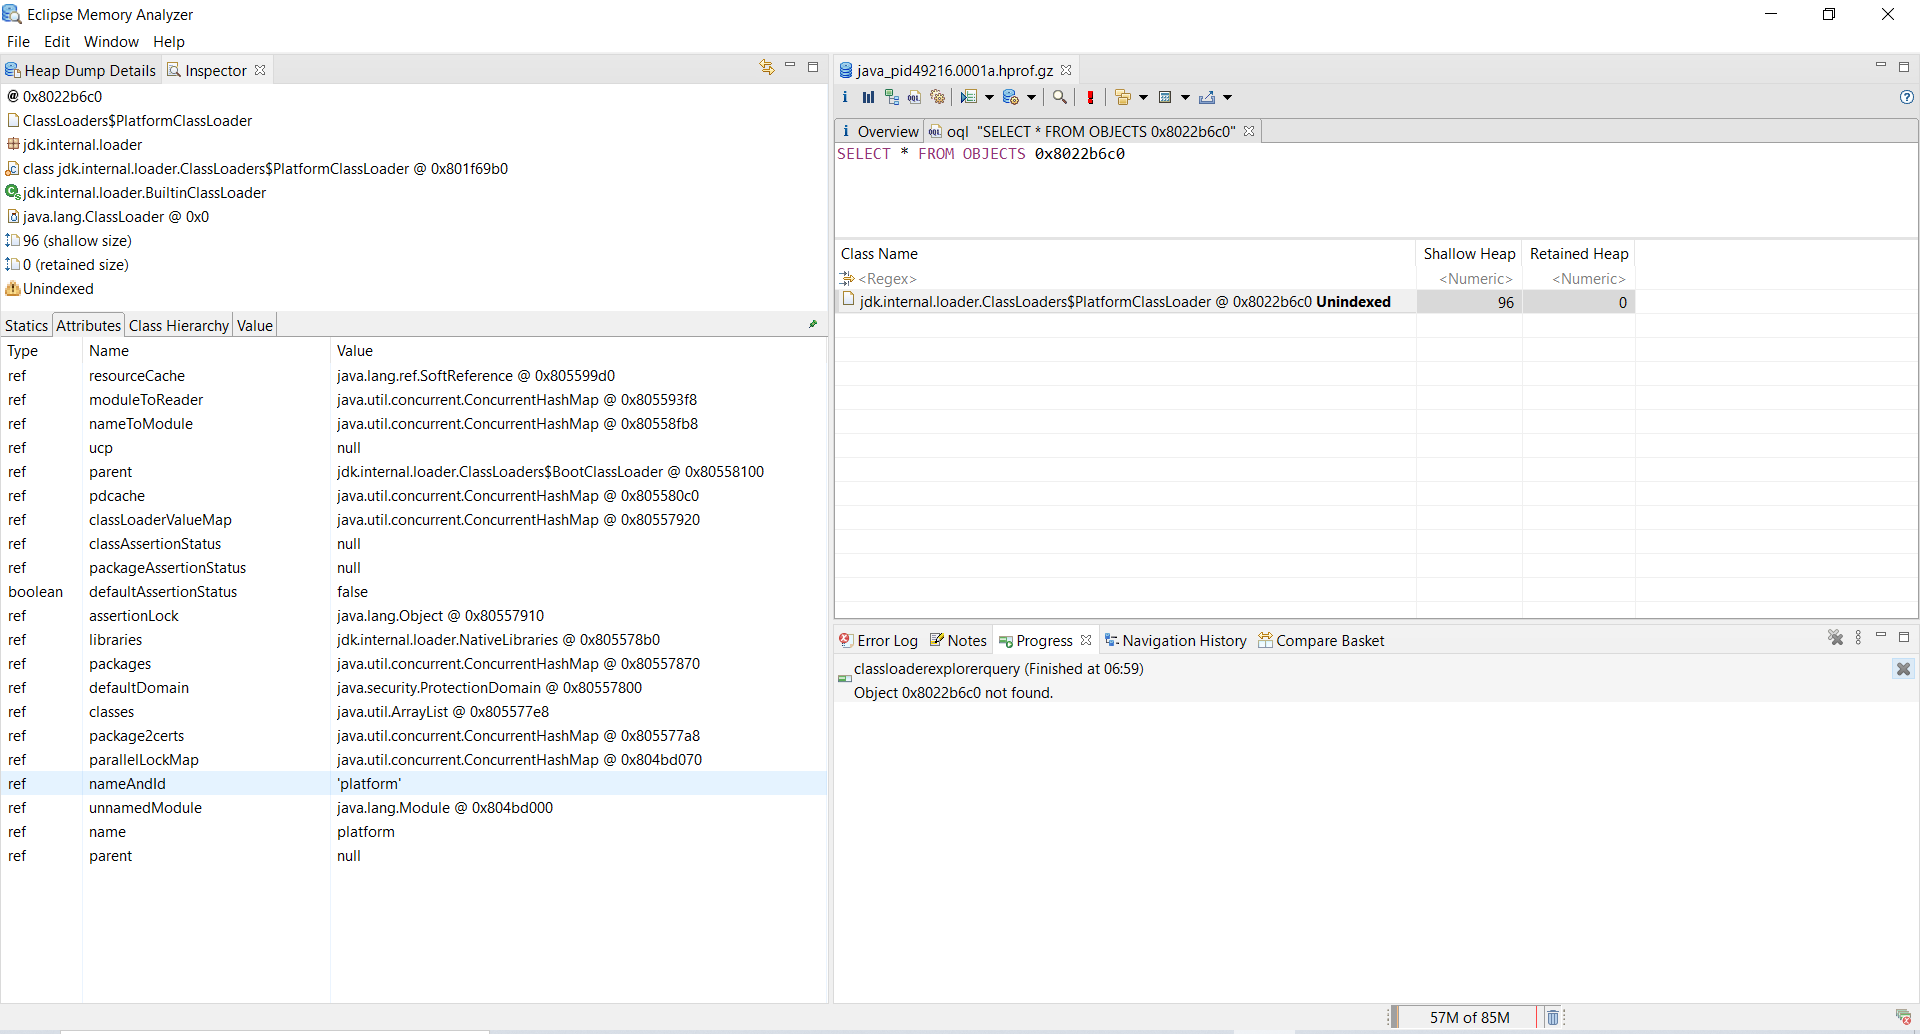 Eclipse Memory Analyzer
File Edit Window Help
Heap Dump Details Inspector
0x8022b6c0
ClassLoaders$PlatformClassLoader
jdk.internal.loader
class jdk.internal.loader.ClassLoaders$PlatformClassLoader @ 0x801f69b0
jdk.internal.loader.BuiltinClassLoader
java.lang.ClassLoader @ 0x0
96 (shallow size)
0 (retained size)
Unindexed
Statics Attributes Class Hierarchy Value
Type Name Value
ref resourceCache java.lang.ref.SoftReference @ 0x805599d0
ref moduleToReader java.util.concurrent.ConcurrentHashMap @ 0x805593f8
ref nameToModule java.util.concurrent.ConcurrentHashMap @ 0x80558fb8
ref ucp null
ref parent jdk.internal.loader.ClassLoaders$BootClassLoader @ 0x80558100
ref pdcache java.util.concurrent.ConcurrentHashMap @ 0x805580c0
ref classLoaderValueMap java.util.concurrent.ConcurrentHashMap @ 0x80557920
ref classAssertionStatus null
ref packageAssertionStatus null
boolean defaultAssertionStatus false
ref assertionLock java.lang.Object @ 0x80557910
ref libraries jdk.internal.loader.NativeLibraries @ 0x805578b0
ref packages java.util.concurrent.ConcurrentHashMap @ 0x80557870
ref defaultDomain java.security.ProtectionDomain @ 0x80557800
ref classes java.util.ArrayList @ 0x805577e8
ref package2certs java.util.concurrent.ConcurrentHashMap @ 0x805577a8
ref parallelLockMap java.util.concurrent.ConcurrentHashMap @ 0x804bd070
ref nameAndId 'platform'
ref unnamedModule java.lang.Module @ 0x804bd000
ref name platform
ref parent null
java_pid49216.0001a.hprof.gz
Overview oql "SELECT * FROM OBJECTS 0x8022b6c0"
SELECT * FROM OBJECTS 0x8022b6c0
Class Name Shallow Heap Retained Heap
<Regex> <Numeric> <Numeric>
jdk.internal.loader.ClassLoaders$PlatformClassLoader @ 0x8022b6c0 Unindexed 96 0
Error Log Notes Progress Navigation History Compare Basket
classloaderexplorerquery (Finished at 06:59)
Object 0x8022b6c0 not found.
57M of 85M